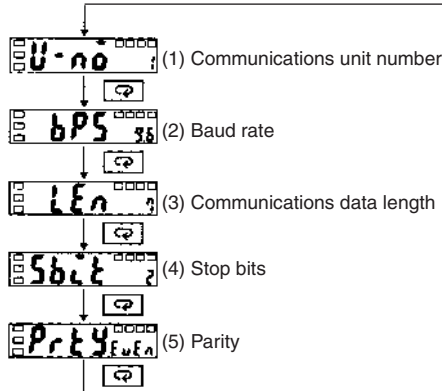 U-no 1 (1) Communications unit number
bPS 9.6 (2) Baud rate
LEn 7 (3) Communications data length
Sbit 2 (4) Stop bits
PrtY EvEn (5) Parity